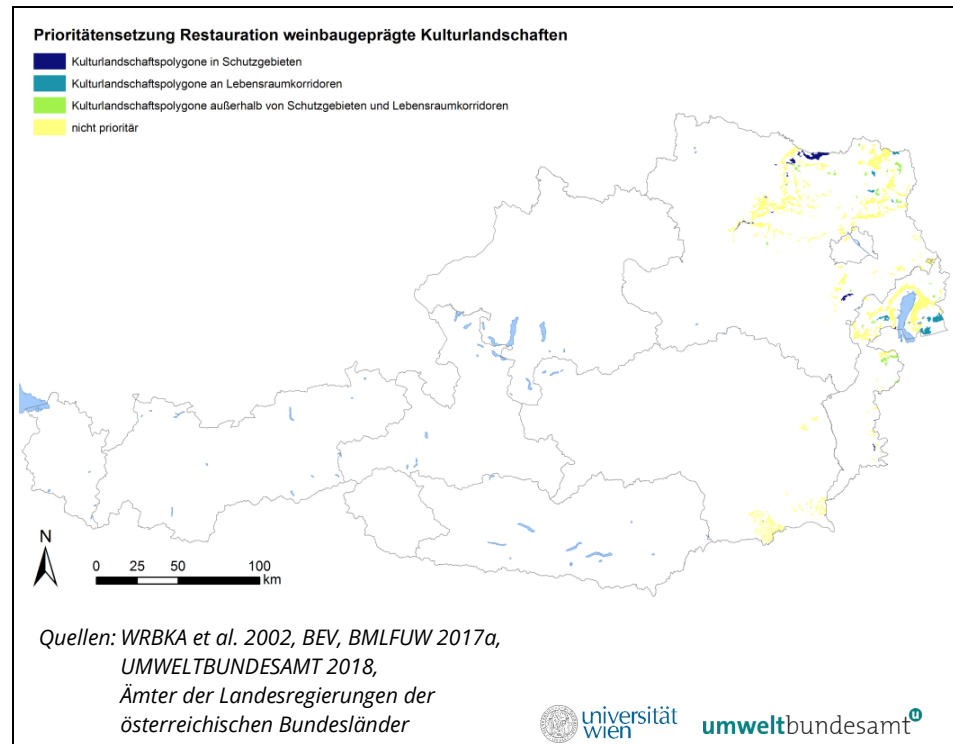 Prioritätensetzung Restauration weinbaugeprägte Kulturlandschaften
Kulturlandschaftspolygone in Schutzgebieten
Kulturlandschaftspolygone an Lebensraumkorridoren
Kulturlandschaftspolygone außerhalb von Schutzgebieten und Lebensraumkorridoren
nicht prioritär
N
0 25 50 100
km
Quellen: WRBKA et al. 2002, BEV, BMLFUW 2017a,
UMWELTBUNDESAMT 2018,
Ämter der Landesregierungen der
österreichischen Bundesländer
universität
wien
umweltbundesamt
u